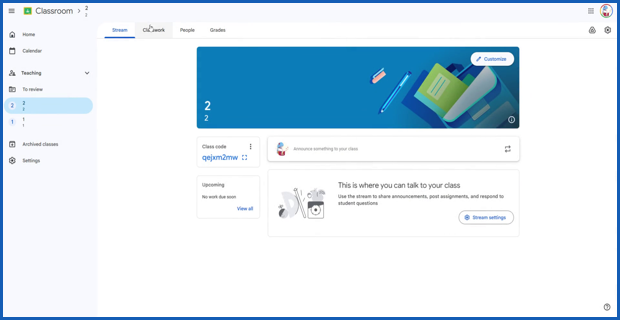 Classroom > 2
2
Stream Classwork People Grades
Home
Calendar
Teaching
To review
2 2
2
1 1
1
Archived classes
Settings
Customize
2
2
Class code
qejxm2mw
Announce something to your class
Upcoming
No work due soon
View all
This is where you can talk to your class
Use the stream to share announcements, post assignments, and respond to
student questions
Stream settings